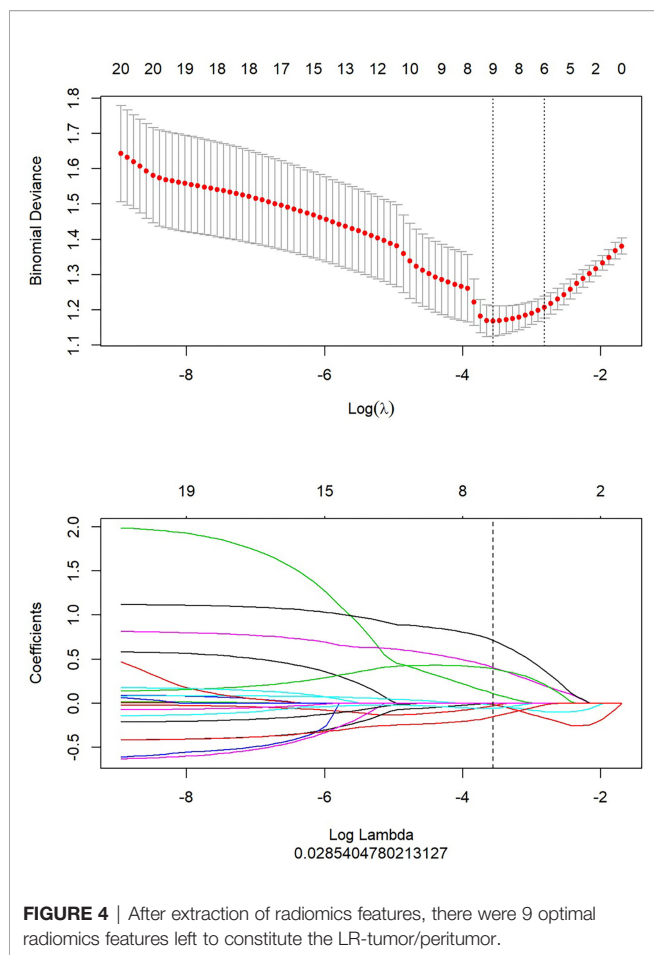 20 20 19 18 18 17 15 13 12 10 9 8 9 8 6 5 2 0
1.8
1.7
1.6
1.5
1.4
1.3
1.2
1.1
Binomial Deviance
-8 -6 -4 -2
Log(λ)
19 15 8 2
2.0
1.5
1.0
0.5
0.0
-0.5
Coefficients
-8 -6 -4 -2
Log Lambda
0.0285404780213127
FIGURE 4 | After extraction of radiomics features, there were 9 optimal
radiomics features left to constitute the LR-tumor/peritumor.